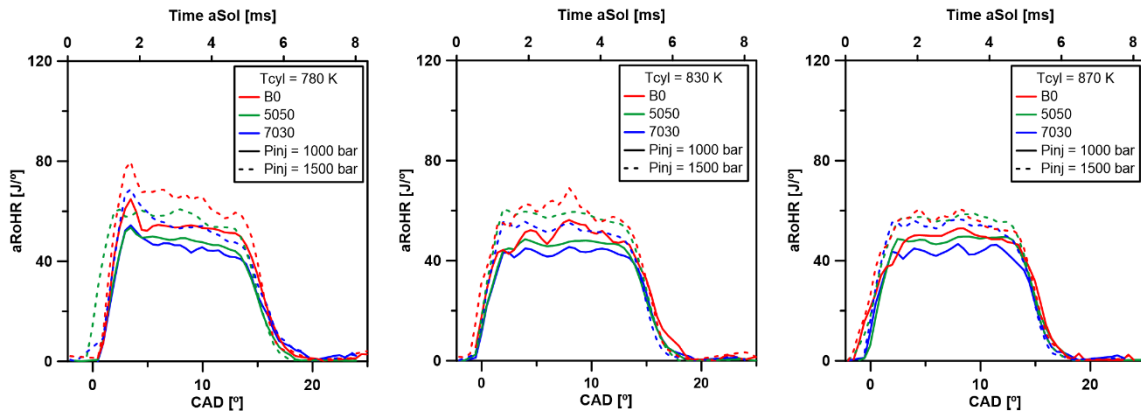 Time aSol [ms]
0 2 4 6 8
120
80
40
0
aRoHR [J/º]
Tcyl = 780 K
B0
5050
7030
Pinj = 1000 bar
Pinj = 1500 bar
0 10 20
CAD [º]
Time aSol [ms]
0 2 4 6 8
120
80
40
0
aRoHR [J/º]
Tcyl = 830 K
B0
5050
7030
Pinj = 1000 bar
Pinj = 1500 bar
0 10 20
CAD [º]
Time aSol [ms]
0 2 4 6 8
120
80
40
0
aRoHR [J/º]
Tcyl = 870 K
B0
5050
7030
Pinj = 1000 bar
Pinj = 1500 bar
0 10 20
CAD [º]